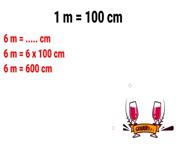 1 m = 100 cm
6 m = ..... cm
6 m = 6 x 100 cm
6 m = 600 cm